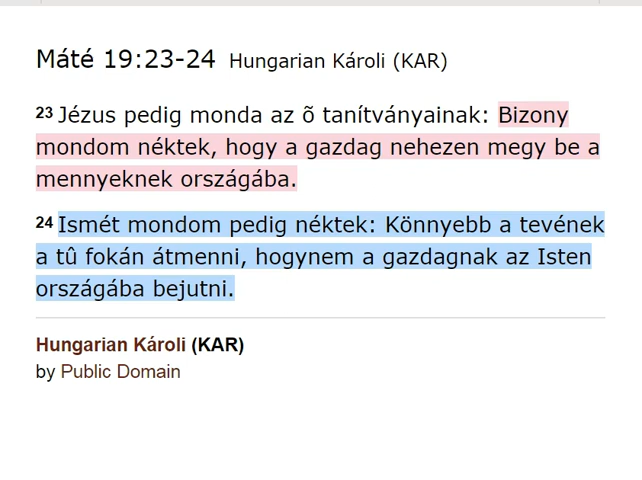 Máté 19:23-24 Hungarian Károli (KAR)
23 Jézus pedig monda az õ tanítványainak: Bizony
mondom néktek, hogy a gazdag nehezen megy be a
mennyeknek országába.
24 Ismét mondom pedig néktek: Könnyebb a tevének
a tû fokán átmenni, hogynem a gazdagnak az Isten
országába bejutni.
Hungarian Károli (KAR)
by Public Domain